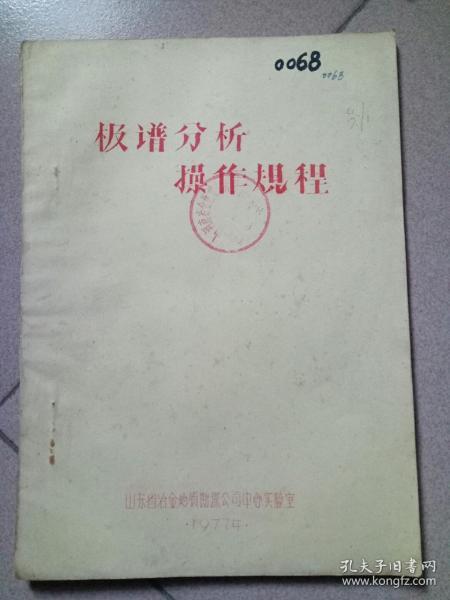 0068
0068
极谱分析
操作规程
山东省冶金地质勘探公司中心实验室
·1977年·
孔夫子旧书网
www.kongfz.com